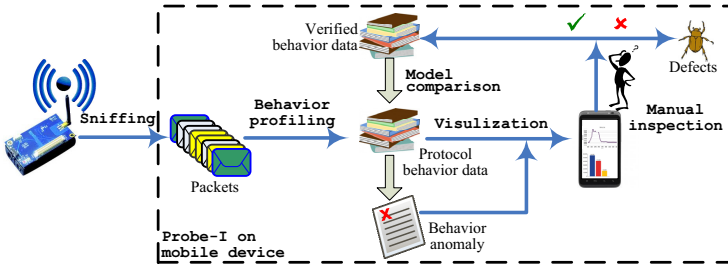 Verified
behavior data
Defects
Model
comparison
Sniffing
Behavior
profiling
Visulization
Manual
inspection
Packets
Protocol
behavior data
Behavior
anomaly
Probe-I on
mobile device